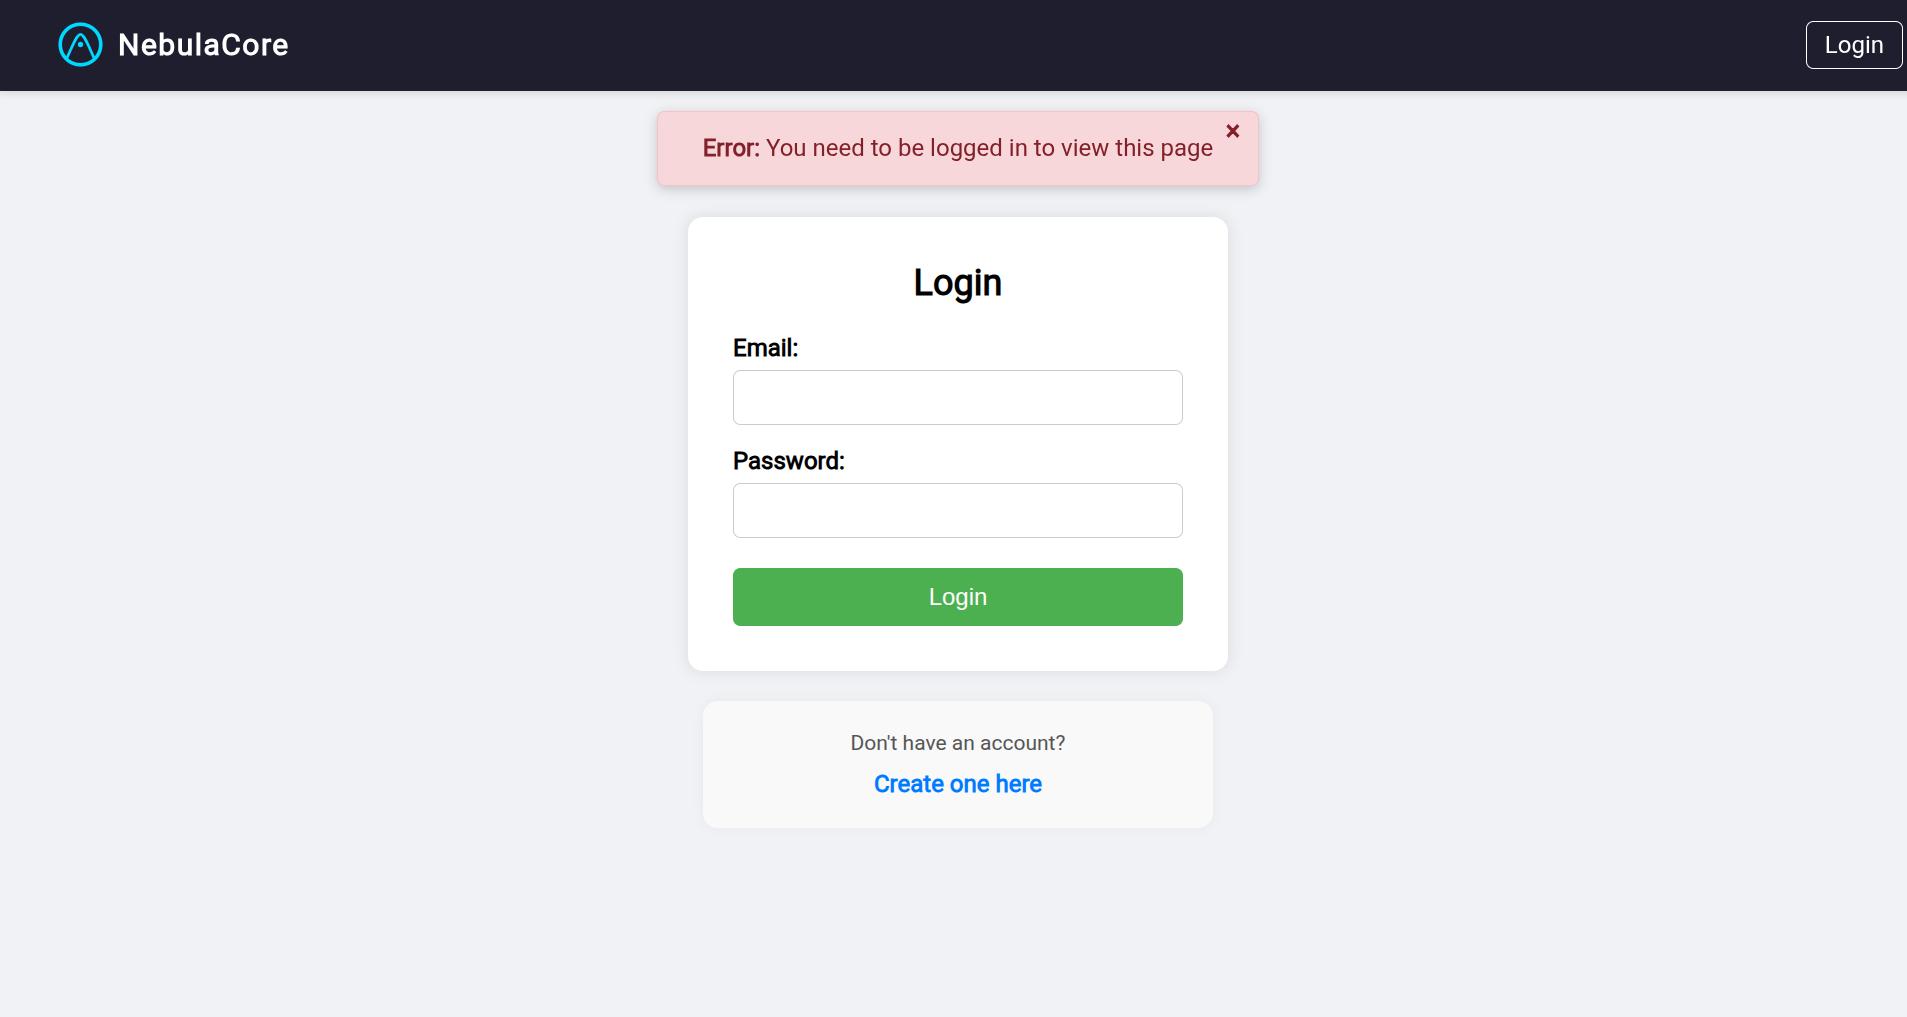 NebulaCore
Login
Error: You need to be logged in to view this page
×
Login
Email:
Password:
Login
Don't have an account?
Create one here